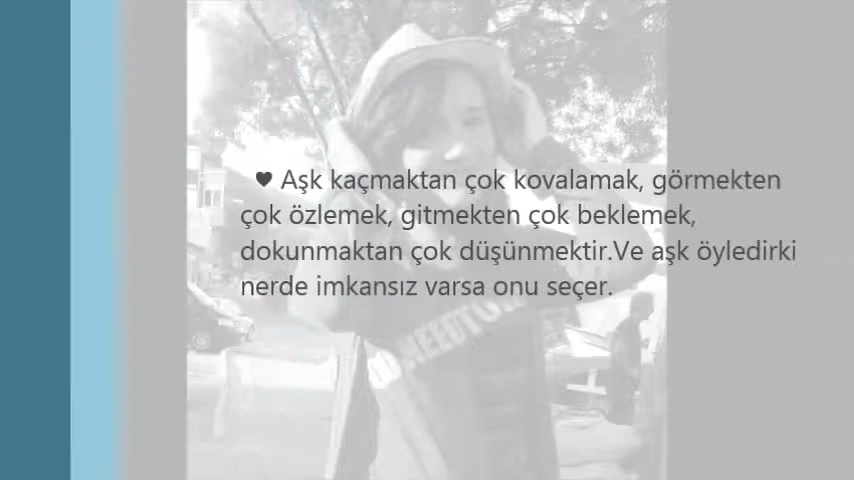 ♥ Aşk kaçmaktan çok kovalamak, görmekten
çok özlemek, gitmekten çok beklemek,
dokunmaktan çok düşünmektir.Ve aşk öyledirki
nerde imkansız varsa onu seçer.